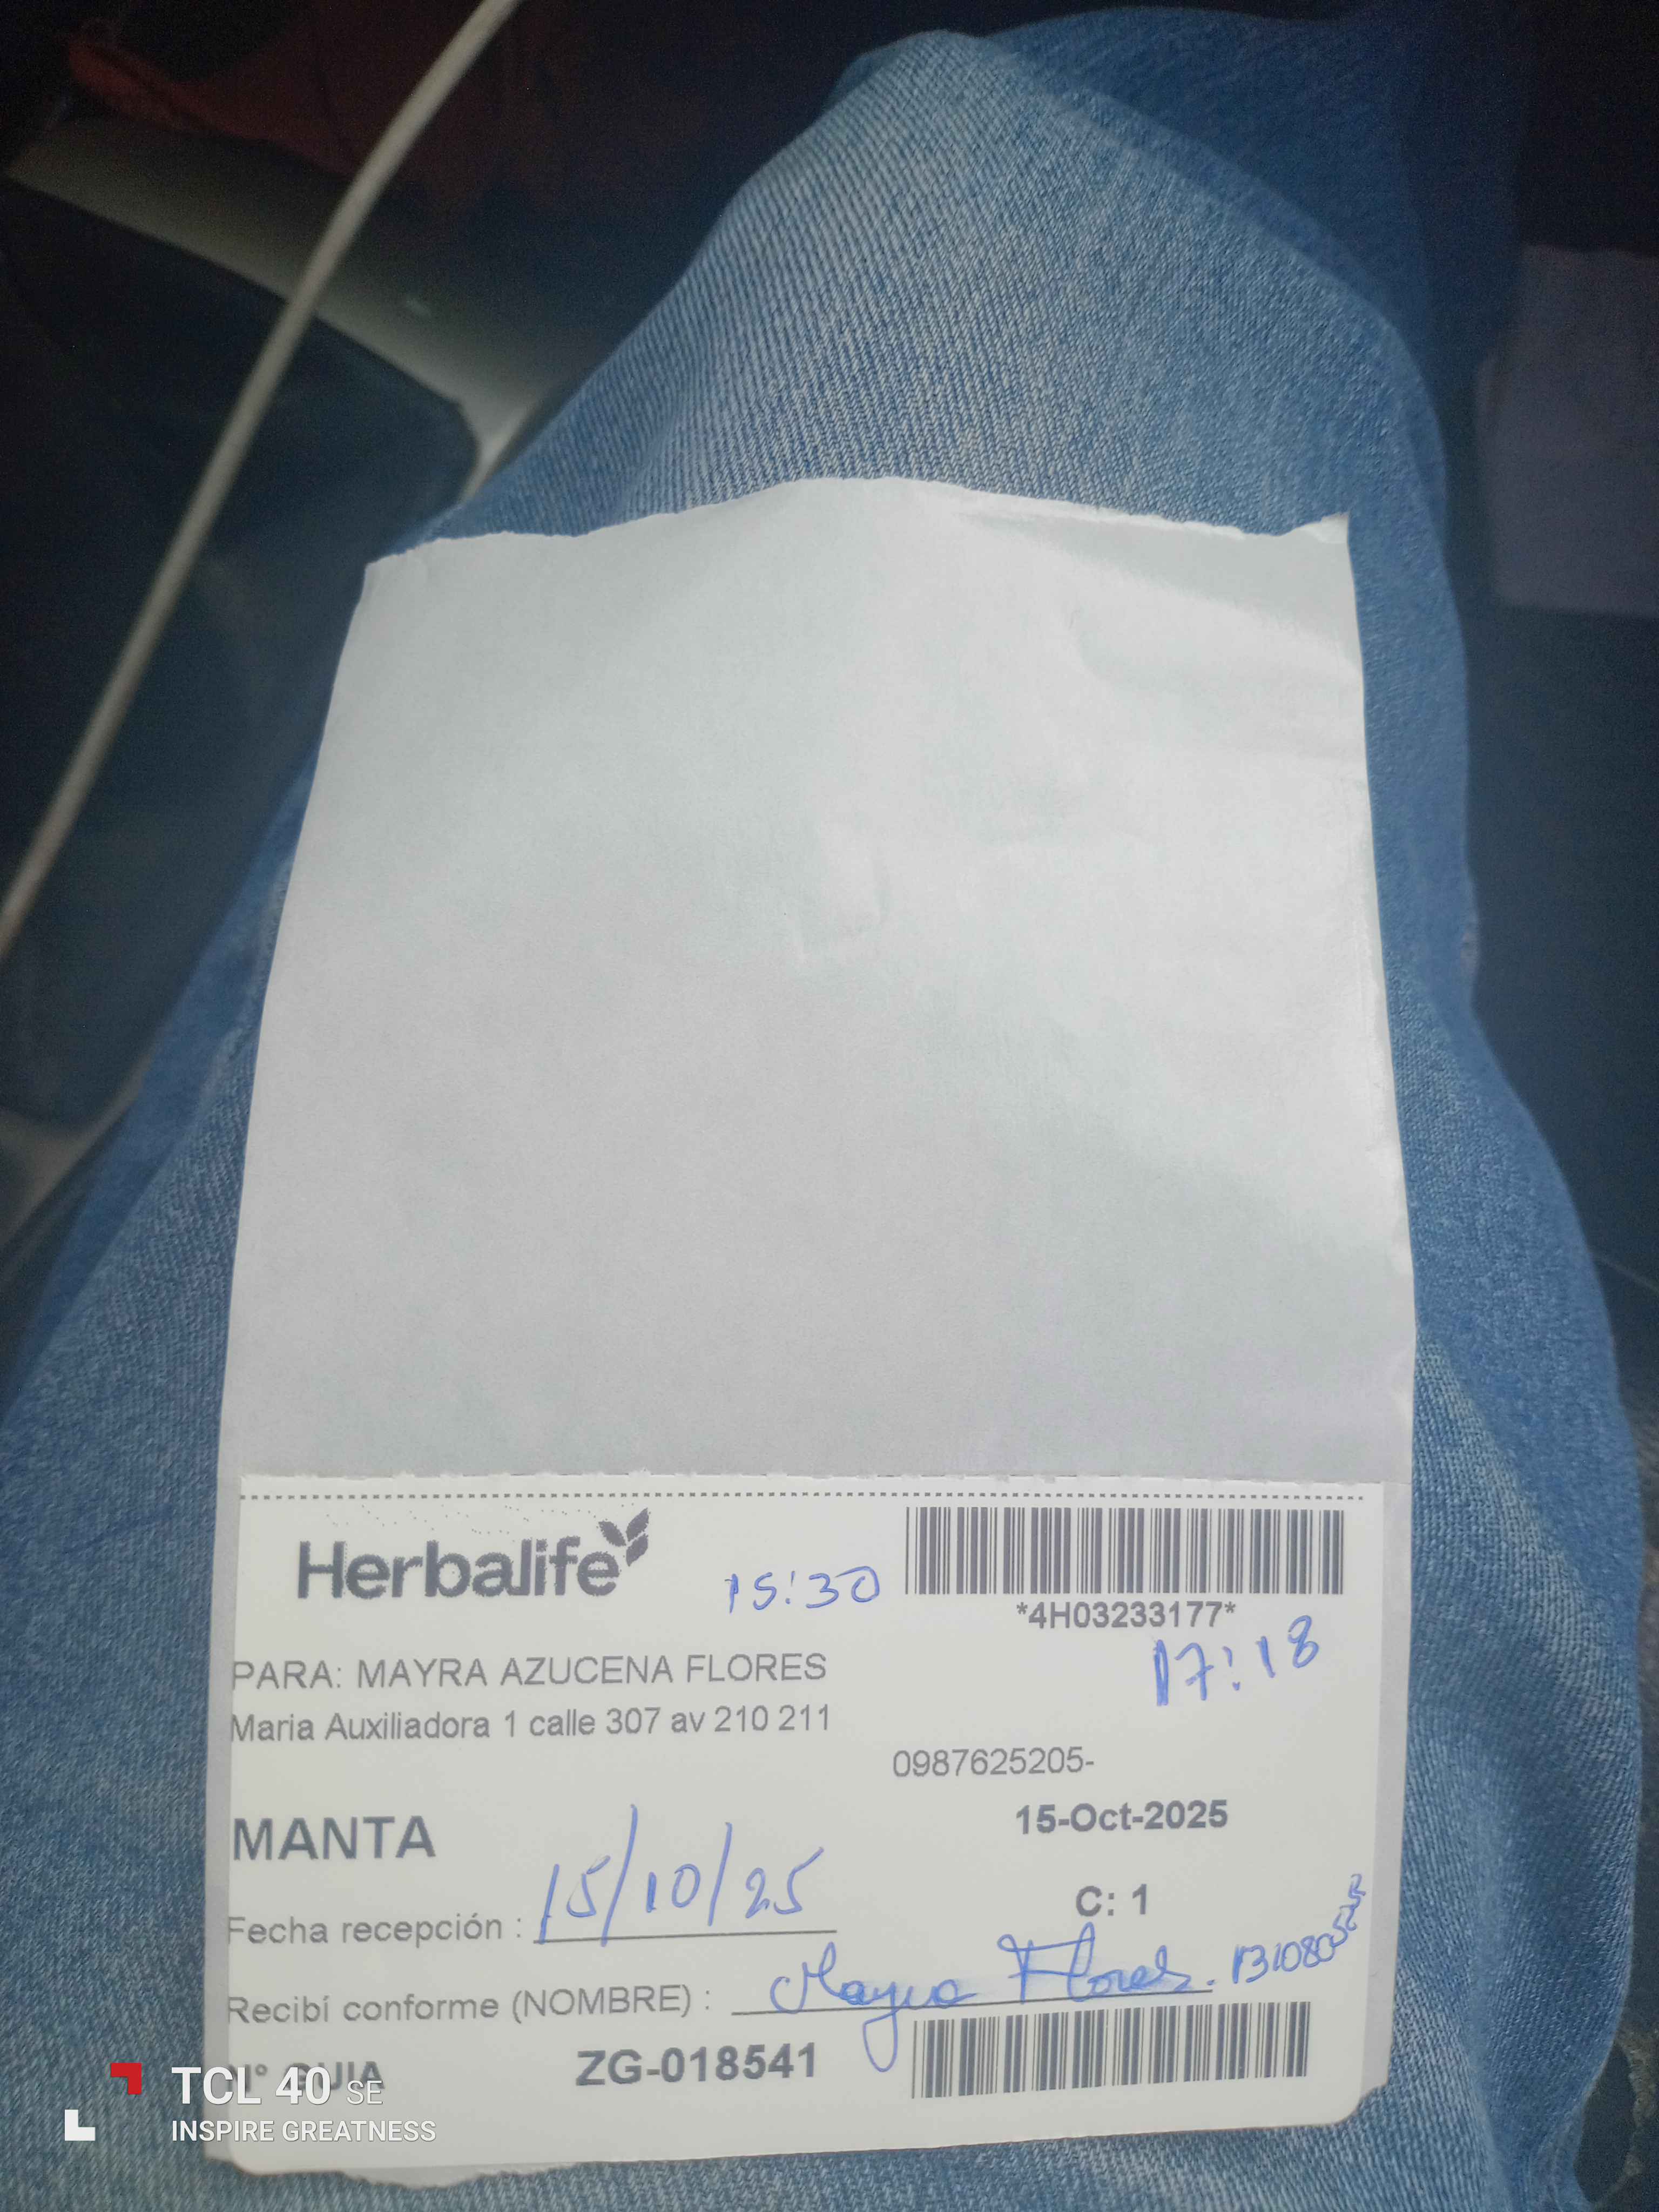 Herbalife
15:30
*4H03233177*
17:18
PARA: MAYRA AZUCENA FLORES
Maria Auxiliadora 1 calle 307 av 210 211
0987625205-
MANTA
15-Oct-2025
C: 1
Fecha recepción : 15/10/25
Recibí conforme (NOMBRE) : Mayra Flores.
N° GUIA ZG-018541
TCL 40 SE
INSPIRE GREATNESS